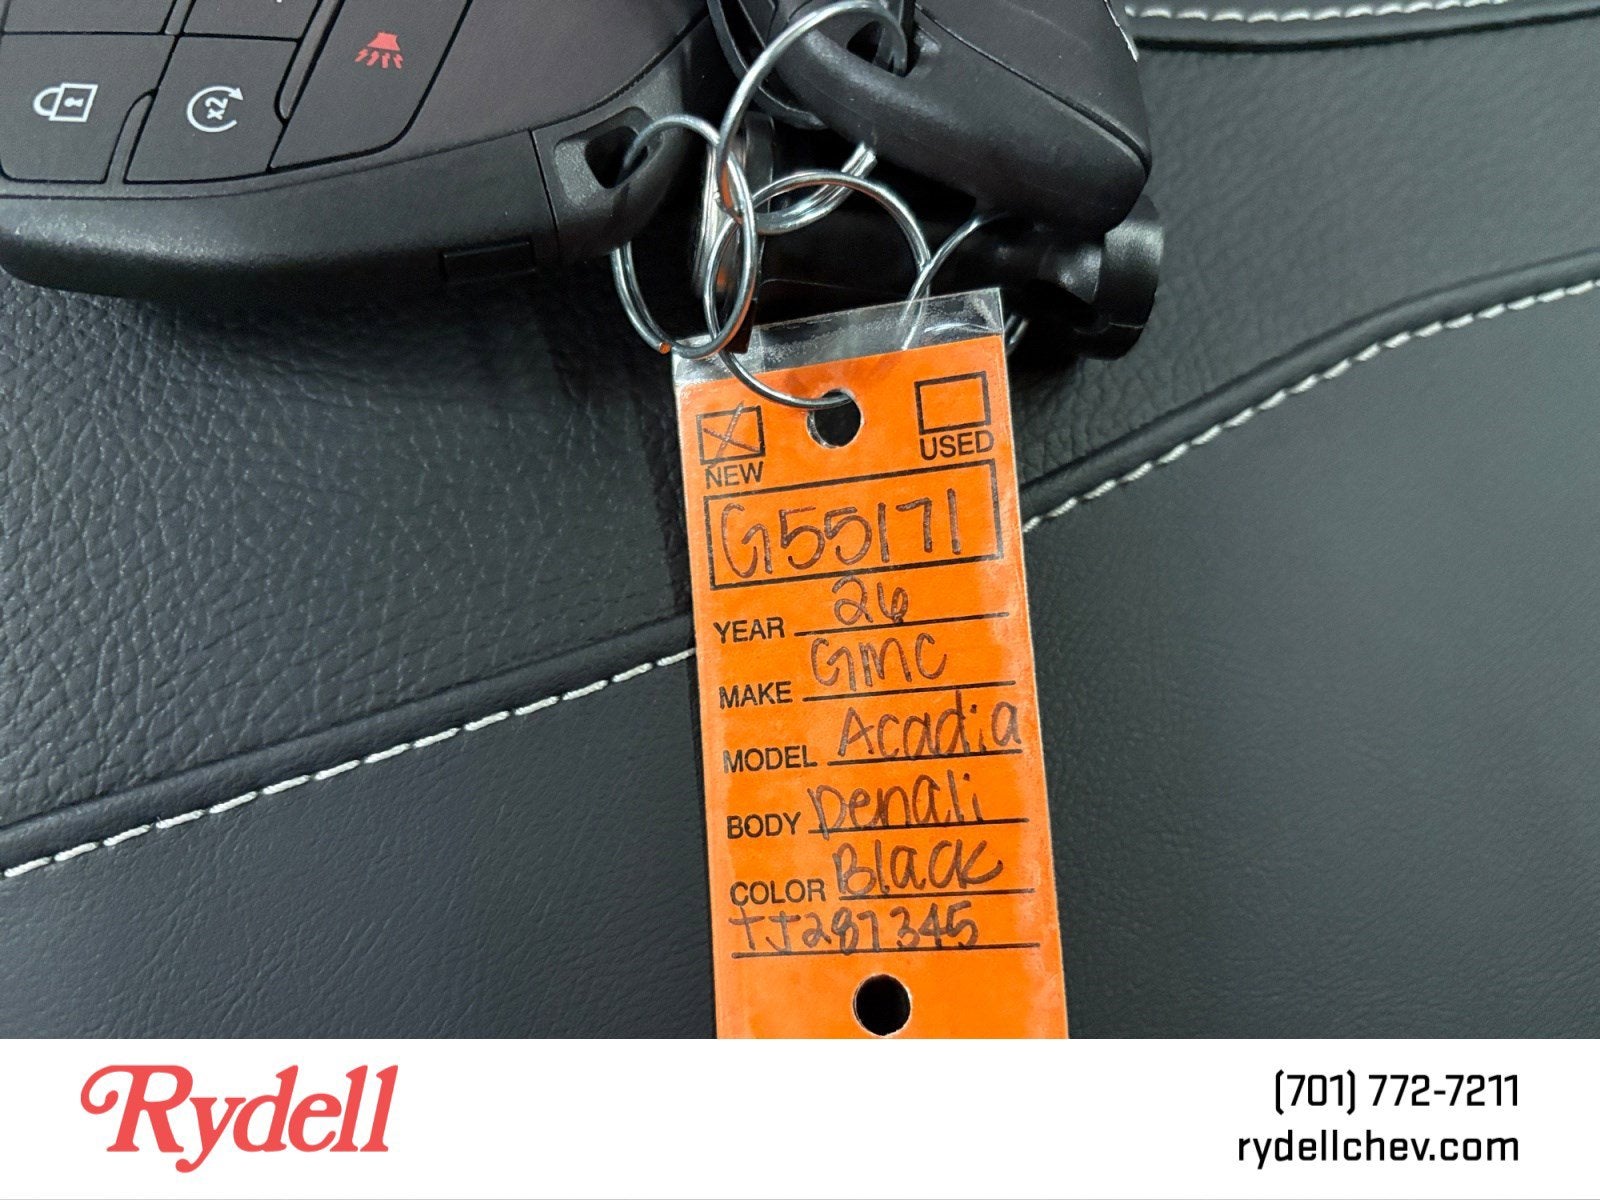 x2
NEW
USED
G55171
YEAR 26
MAKE GMC
MODEL Acadia
BODY Denali
COLOR Black
TJ287345
Rydell
(701) 772-7211
rydellchev.com